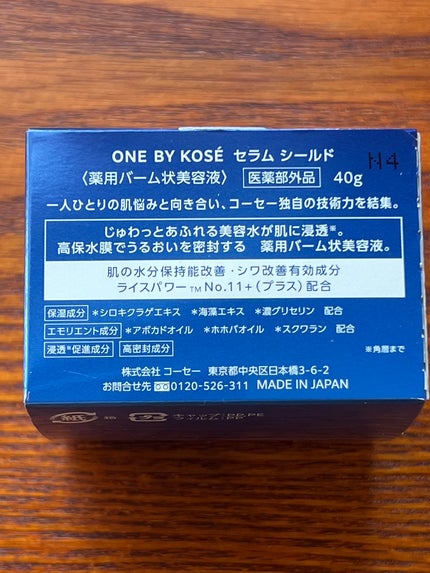 ONE BY KOSÉ セラム シールド
〈薬用バーム状美容液〉 医薬部外品 40g
一人ひとりの肌悩みと向き合い、コーセー独自の技術力を結集。
じゅわっとあふれる美容水が肌に浸透※。
高保水膜でうるおいを密封する 薬用バーム状美容液。
肌の水分保持能改善・シワ改善有効成分
ライスパワー™No.11+(プラス)配合
保湿成分 *シロキクラゲエキス *海藻エキス *濃グリセリン 配合
エモリエント成分 *アボカドオイル *ホホバオイル *スクワラン 配合
浸透※促進成分 高密封成分 ※角層まで
株式会社 コーセー 東京都中央区日本橋3-6-2
お問合せ先 0120-526-311 MADE IN JAPAN
紙 箱